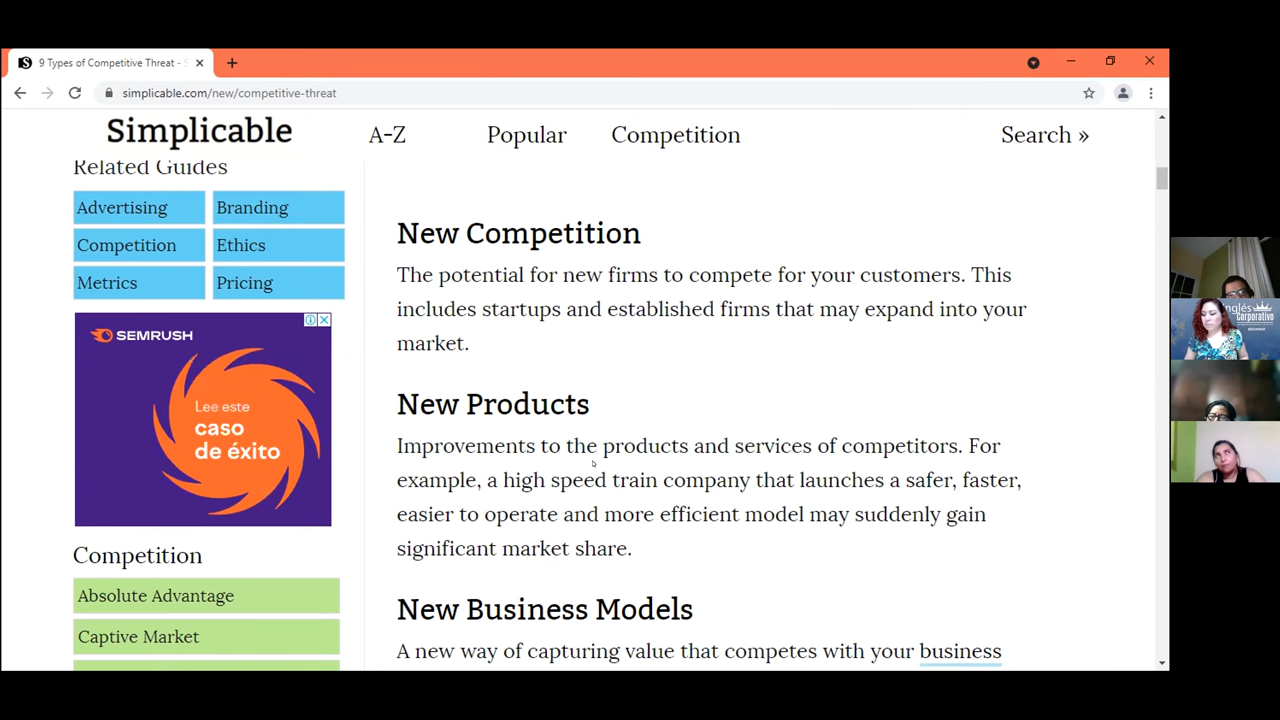 9 Types of Competitive Threat - S
simplicable.com/new/competitive-threat
Simplicable
A-Z
Popular
Competition
Search »
Related Guides
Advertising
Branding
Competition
Ethics
Metrics
Pricing
SEMRUSH
Lee este
caso
de éxito
Competition
Absolute Advantage
Captive Market
New Competition
The potential for new firms to compete for your customers. This
includes startups and established firms that may expand into your
market.
New Products
Improvements to the products and services of competitors. For
example, a high speed train company that launches a safer, faster,
easier to operate and more efficient model may suddenly gain
significant market share.
New Business Models
A new way of capturing value that competes with your business
Inglés
Corporativo